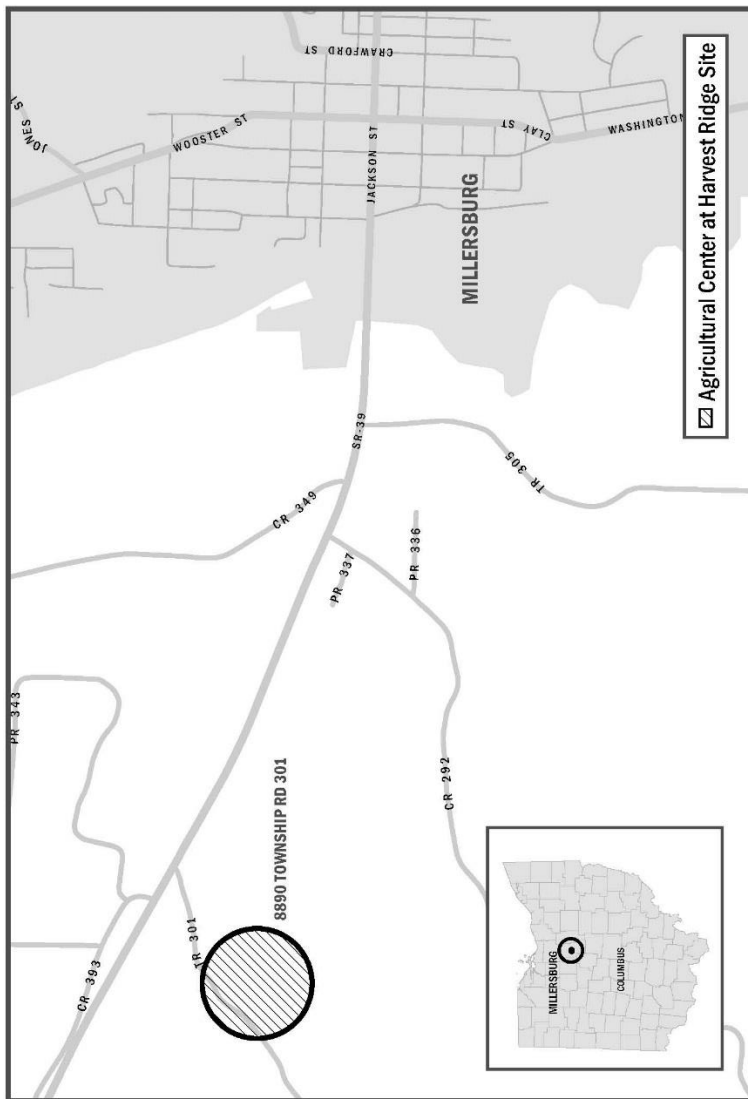 JONES ST
WOOSTER ST
CRAWFORD ST
JACKSON ST
CLAY ST
WASHINGTON
MILLERSBURG
SR-39
CR 349
TR 305
PR 337
PR 336
PR 343
CR 292
8890 TOWNSHIP RD 301
TR 301
CR 393
Agricultural Center at Harvest Ridge Site
MILLERSBURG
COLUMBUS